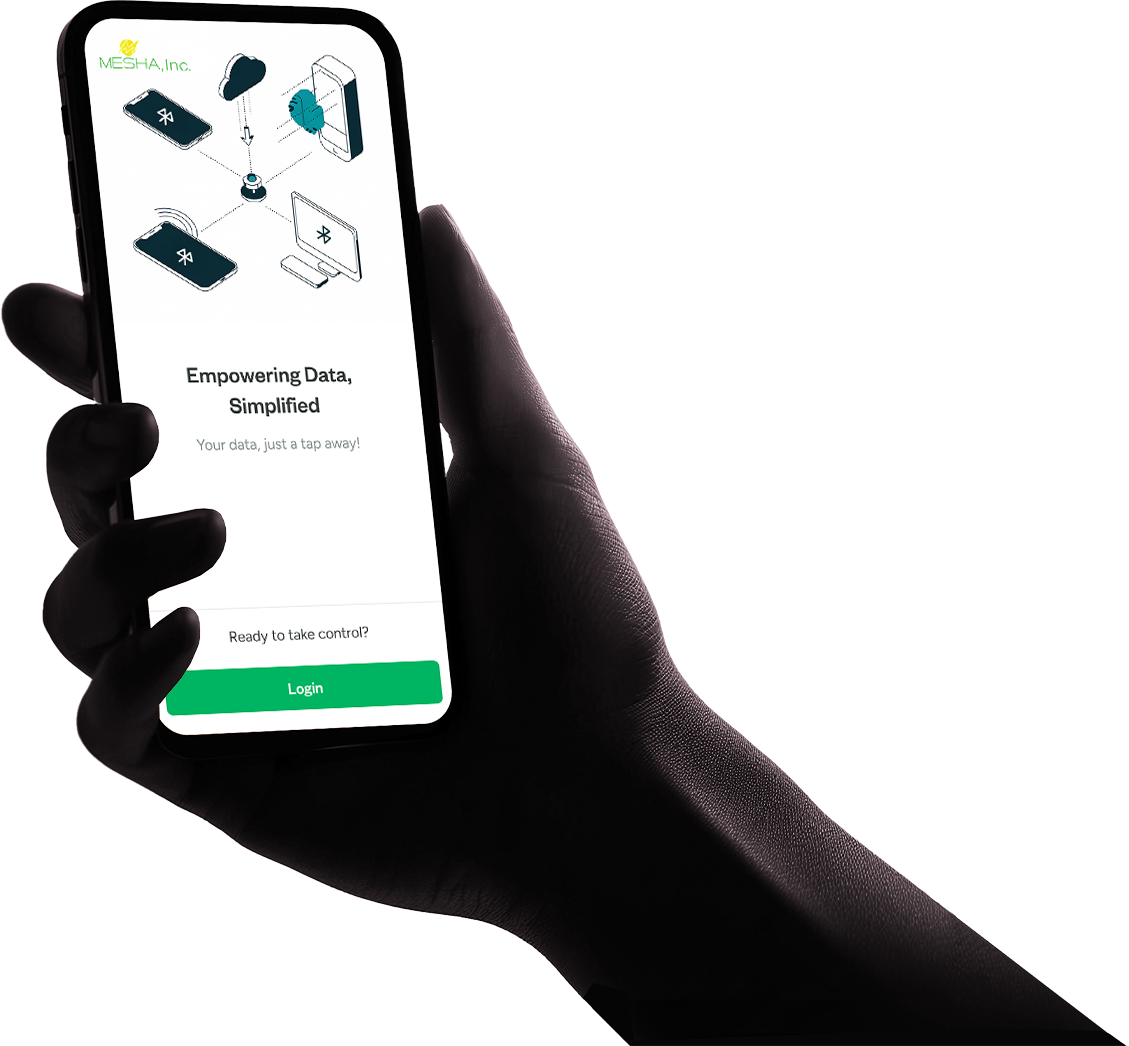 MESHA, Inc.
Empowering Data,
Simplified
Your data, just a tap away!
Ready to take control?
Login